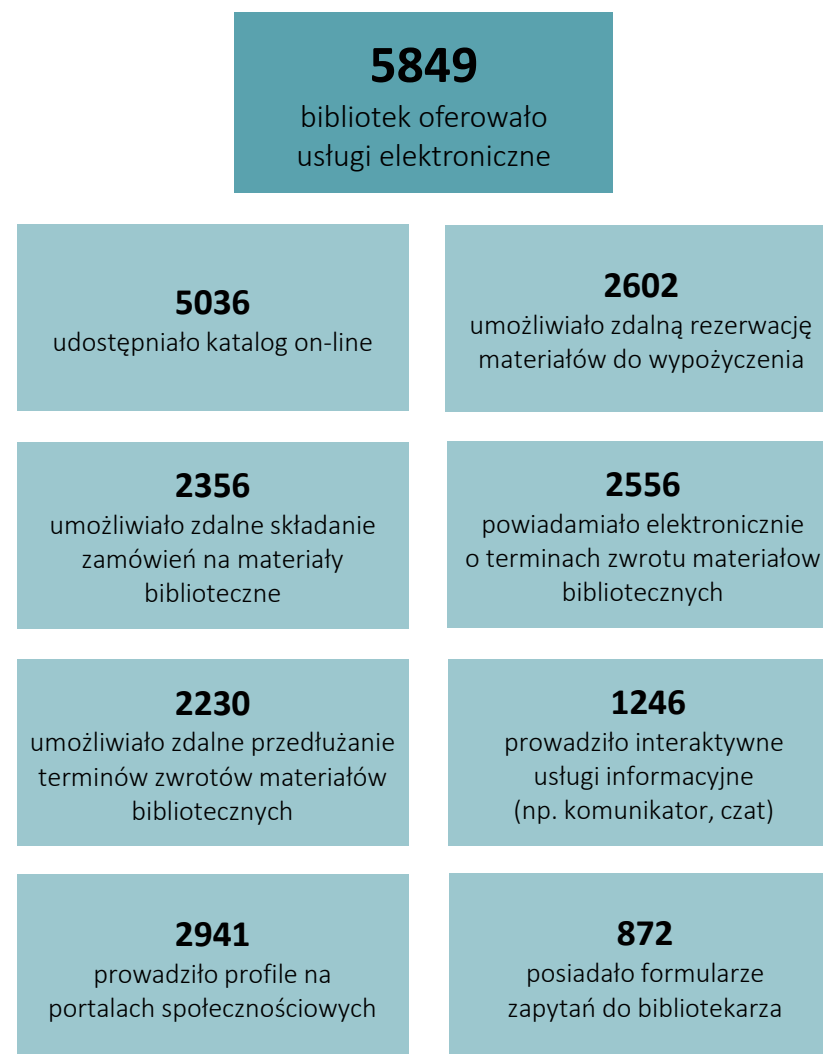 5849
bibliotek oferowało
usługi elektroniczne
5036
udostępniało katalog on-line
2602
umożliwiało zdalną rezerwację
materiałów do wypożyczenia
2356
umożliwiało zdalne składanie
zamówień na materiały
biblioteczne
2556
powiadamiało elektronicznie
o terminach zwrotu materiałow
bibliotecznych
2230
umożliwiało zdalne przedłużanie
terminów zwrotów materiałów
bibliotecznych
1246
prowadziło interaktywne
usługi informacyjne
(np. komunikator, czat)
2941
prowadziło profile na
portalach społecznościowych
872
posiadało formularze
zapytań do bibliotekarza